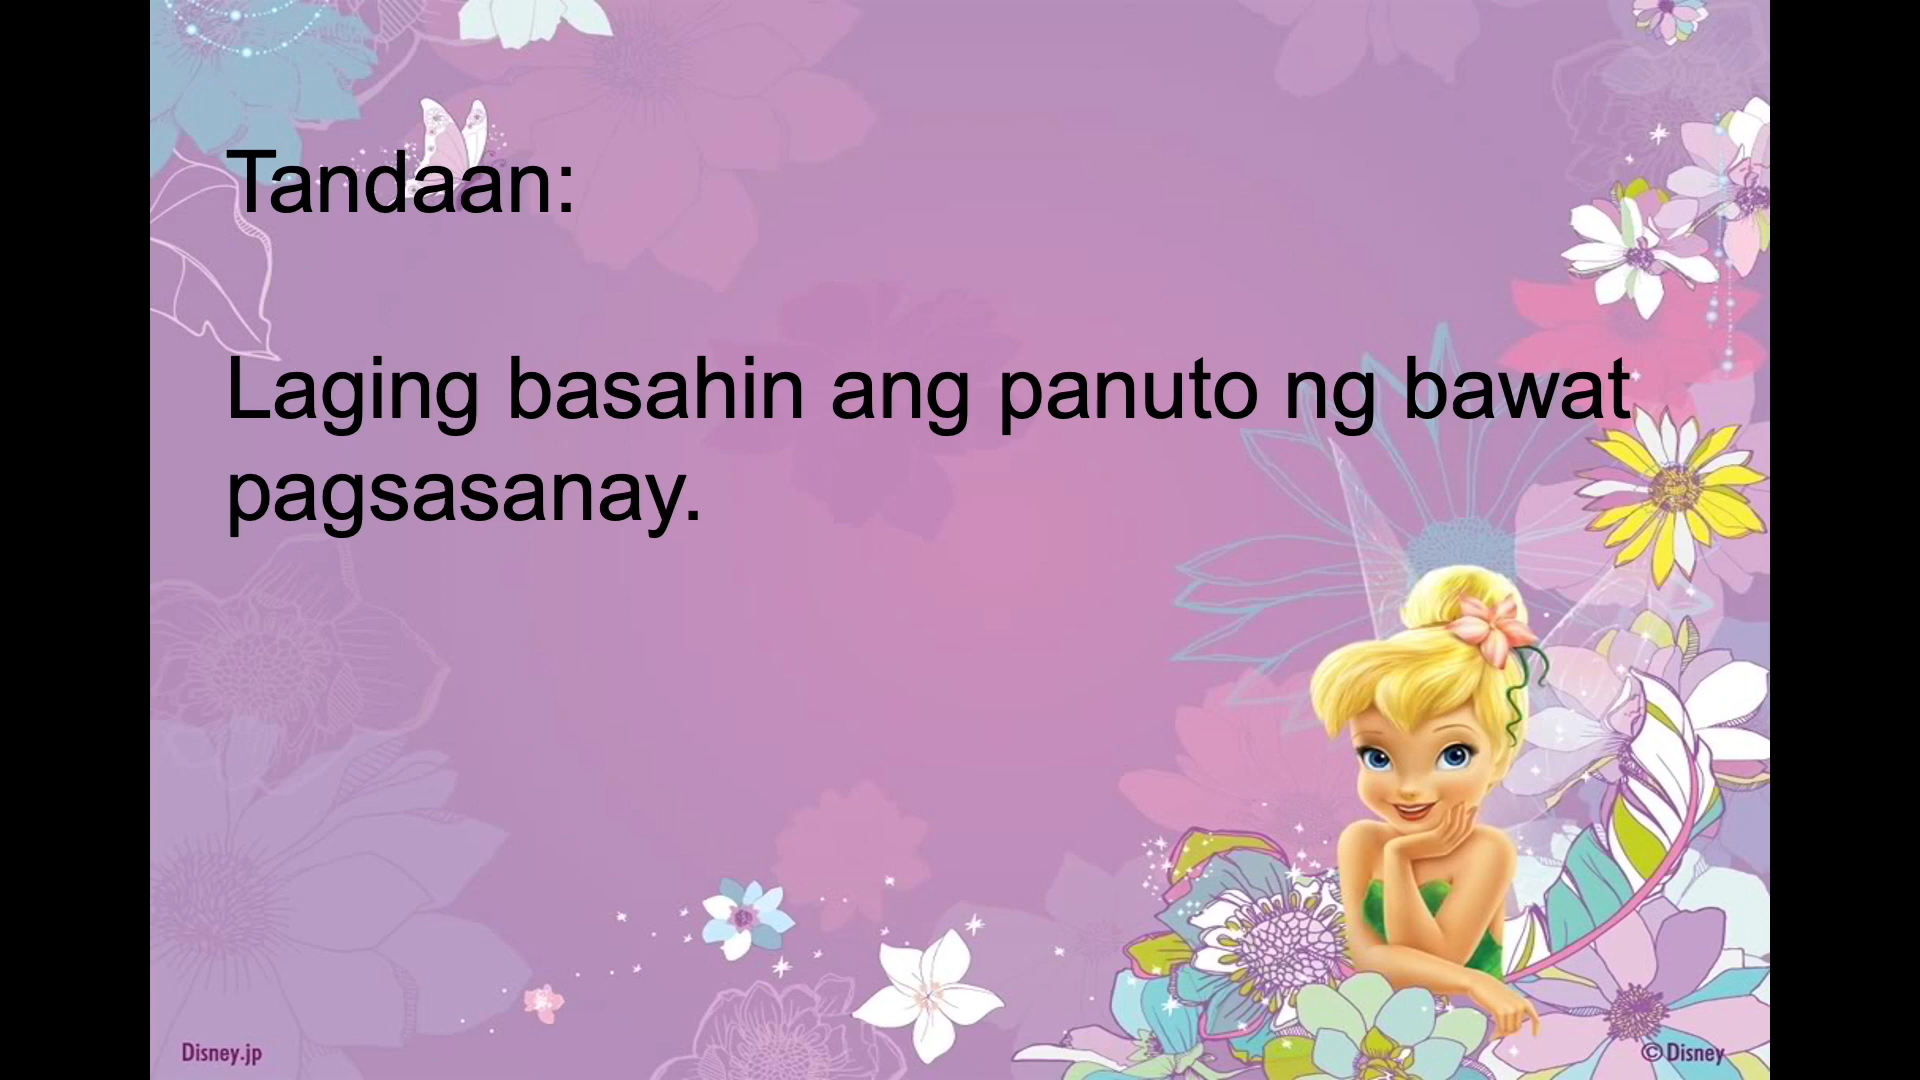 Tandaan:
Laging basahin ang panuto ng bawat
pagsasanay.
Disney.jp
© Disney